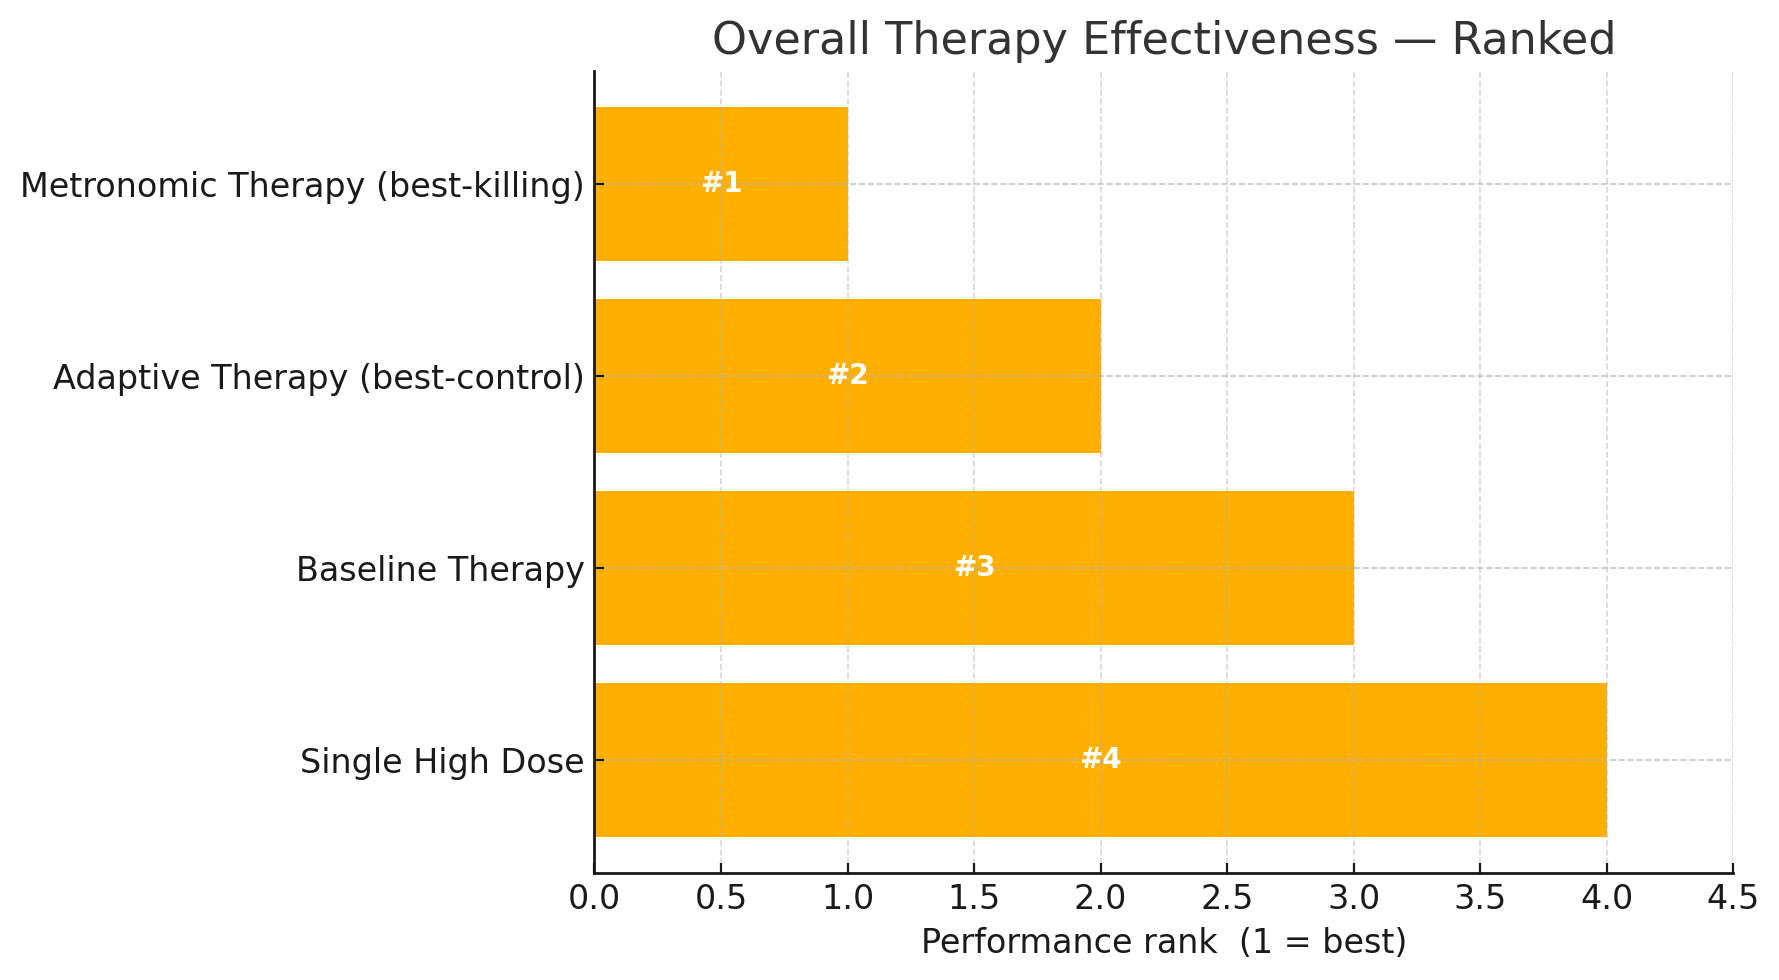 Overall Therapy Effectiveness — Ranked
Metronomic Therapy (best-killing)
#1
Adaptive Therapy (best-control)
#2
Baseline Therapy
#3
Single High Dose
#4
0.0 0.5 1.0 1.5 2.0 2.5 3.0 3.5 4.0 4.5
Performance rank  (1 = best)